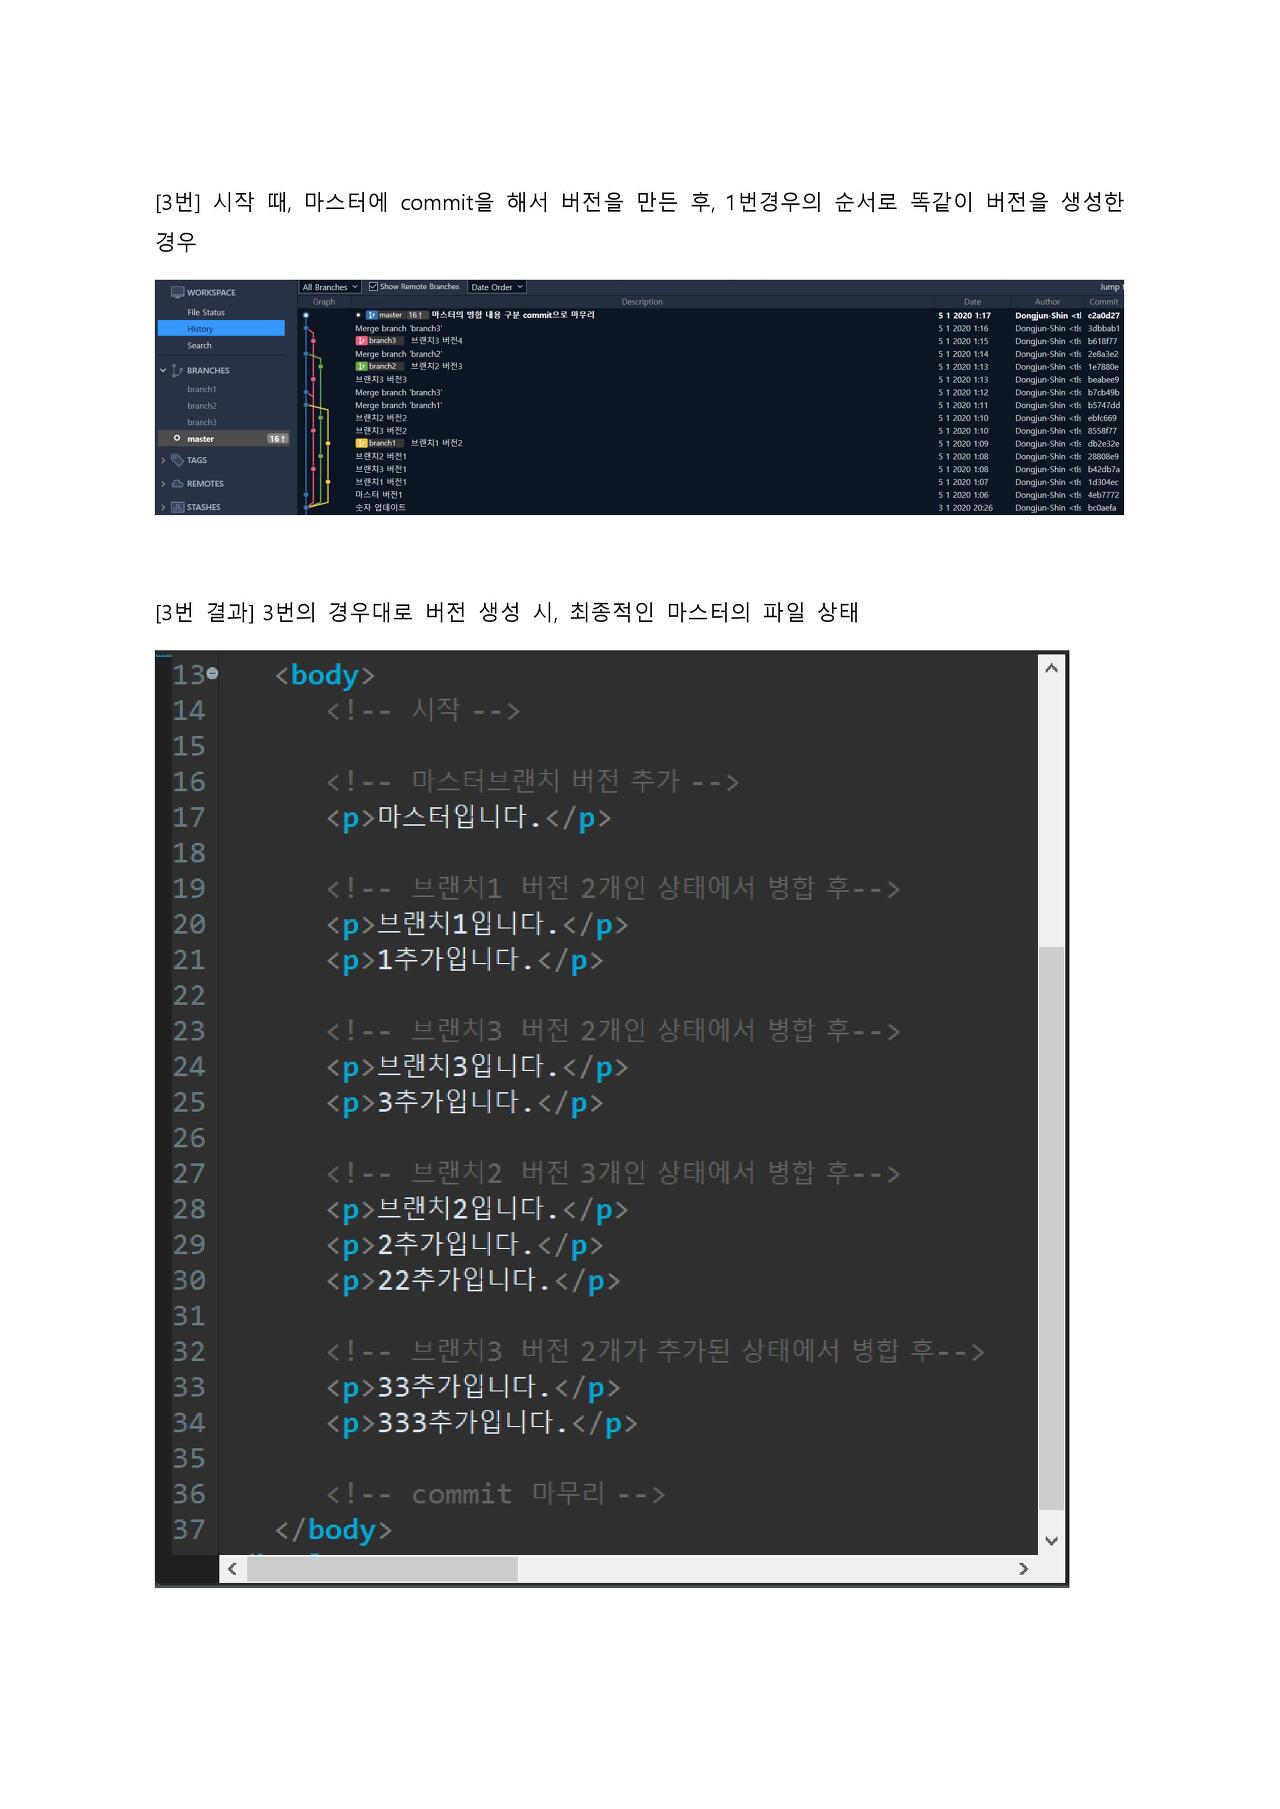 [3번] 시작 때, 마스터에 commit을 해서 버전을 만든 후, 1번경우의 순서로 똑같이 버전을 생성한
경우
WORKSPACE
File Status
History
Search
BRANCHES
branch1
branch2
branch3
master 16↑
TAGS
REMOTES
STASHES
All Branches Show Remote Branches Date Order Jump
Graph Description Date Author Commit
master 16↑ 마스터의 병합 내용 구분 commit으로 마무리 5 1 2020 1:17 Dongjun-Shin <tls c2a0d27
Merge branch 'branch3' 5 1 2020 1:16 Dongjun-Shin <tls 3dbbab1
branch3 브랜치3 버전4 5 1 2020 1:15 Dongjun-Shin <tls b618f77
Merge branch 'branch2' 5 1 2020 1:14 Dongjun-Shin <tls 2e8a3e2
branch2 브랜치2 버전3 5 1 2020 1:13 Dongjun-Shin <tls 1e7880e
브랜치3 버전3 5 1 2020 1:13 Dongjun-Shin <tls beabee9
Merge branch 'branch3' 5 1 2020 1:12 Dongjun-Shin <tls b7cb49b
Merge branch 'branch1' 5 1 2020 1:11 Dongjun-Shin <tls b5747dd
브랜치2 버전2 5 1 2020 1:10 Dongjun-Shin <tls ebfc669
브랜치3 버전2 5 1 2020 1:10 Dongjun-Shin <tls 8558f77
branch1 브랜치1 버전2 5 1 2020 1:09 Dongjun-Shin <tls db2e32e
브랜치2 버전1 5 1 2020 1:08 Dongjun-Shin <tls 28808e9
브랜치3 버전1 5 1 2020 1:08 Dongjun-Shin <tls b42db7a
브랜치1 버전1 5 1 2020 1:07 Dongjun-Shin <tls 1d304ec
마스터 버전1 5 1 2020 1:06 Dongjun-Shin <tls 4eb7772
숫자 업데이트 3 1 2020 20:26 Dongjun-Shin <tls bc0aefa
[3번 결과] 3번의 경우대로 버전 생성 시, 최종적인 마스터의 파일 상태
13 <body>
14 <!-- 시작 -->
15
16 <!-- 마스터브랜치 버전 추가 -->
17 <p>마스터입니다.</p>
18
19 <!-- 브랜치1 버전 2개인 상태에서 병합 후-->
20 <p>브랜치1입니다.</p>
21 <p>1추가입니다.</p>
22
23 <!-- 브랜치3 버전 2개인 상태에서 병합 후-->
24 <p>브랜치3입니다.</p>
25 <p>3추가입니다.</p>
26
27 <!-- 브랜치2 버전 3개인 상태에서 병합 후-->
28 <p>브랜치2입니다.</p>
29 <p>2추가입니다.</p>
30 <p>22추가입니다.</p>
31
32 <!-- 브랜치3 버전 2개가 추가된 상태에서 병합 후-->
33 <p>33추가입니다.</p>
34 <p>333추가입니다.</p>
35
36 <!-- commit 마무리 -->
37 </body>